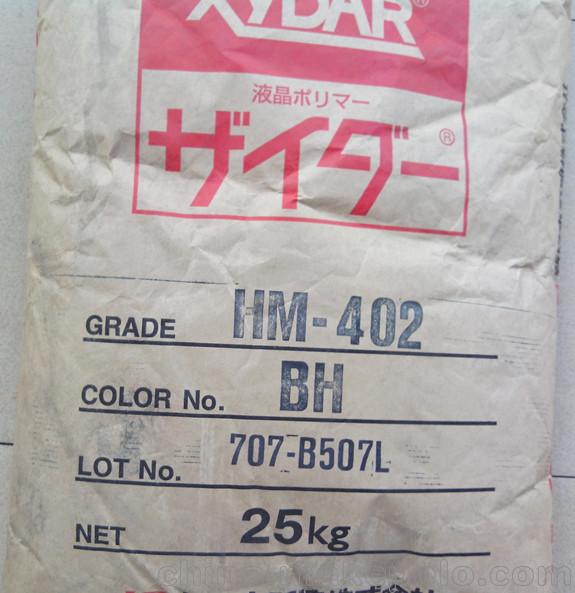 XYDAR®
液晶ポリマー
ザイダー®
GRADE HM-402
COLOR No. BH
LOT No. 707-B507L
NET 25kg